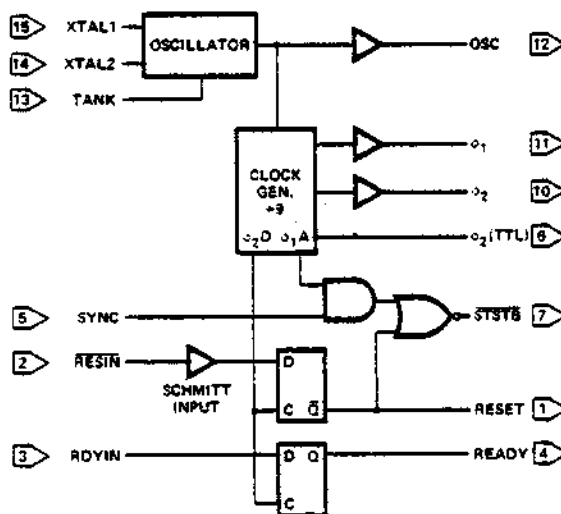 15 XTAL1
OSCILLATOR
OSC 12
14 XTAL2
13 TANK
φ1 11
CLOCK
GEN.
÷9
φ2 10
φ2D φ1A
φ2(TTL) 6
5 SYNC
STSTB 7
2 RESIN
D
SCHMITT
INPUT
C Q
RESET 1
3 RDYIN
D Q
READY 4
C